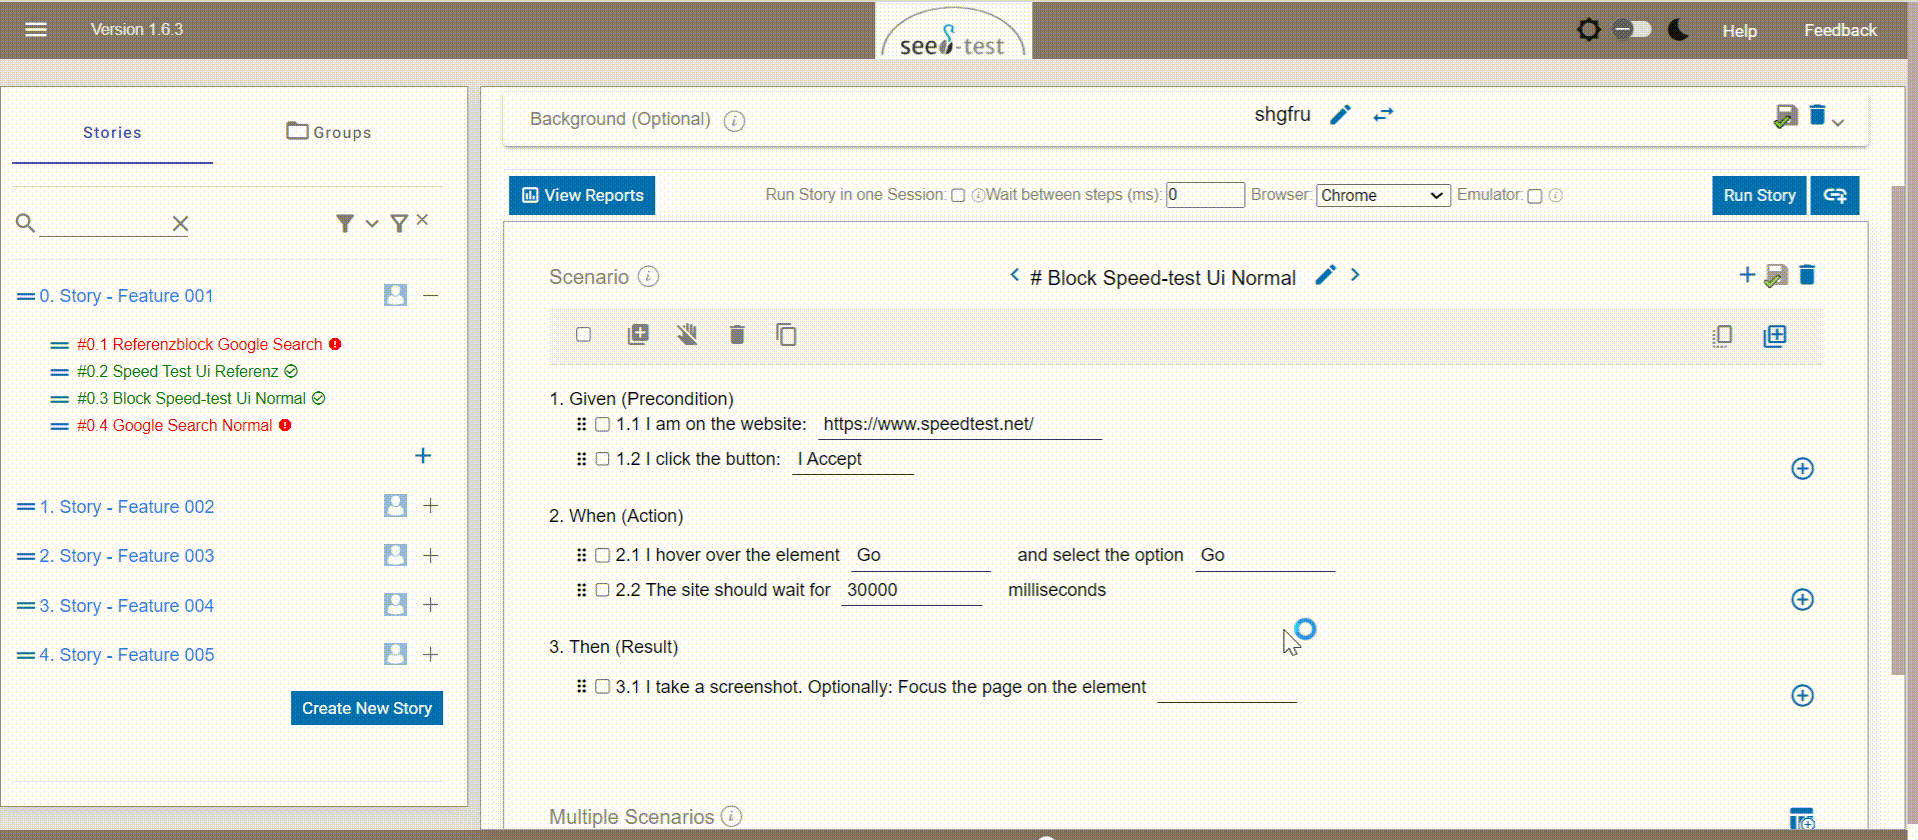 Version 1.6.3
seed-test
Help
Feedback
Stories
Groups
0. Story - Feature 001
#0.1 Referenzblock Google Search
#0.2 Speed Test Ui Referenz
#0.3 Block Speed-test Ui Normal
#0.4 Google Search Normal
1. Story - Feature 002
2. Story - Feature 003
3. Story - Feature 004
4. Story - Feature 005
Create New Story
Background (Optional)
shgfru
View Reports
Run Story in one Session:
Wait between steps (ms): 0
Browser: Chrome
Emulator:
Run Story
Scenario
# Block Speed-test Ui Normal
1. Given (Precondition)
1.1 I am on the website: https://www.speedtest.net/
1.2 I click the button: I Accept
2. When (Action)
2.1 I hover over the element Go and select the option Go
2.2 The site should wait for 30000 milliseconds
3. Then (Result)
3.1 I take a screenshot. Optionally: Focus the page on the element
Multiple Scenarios